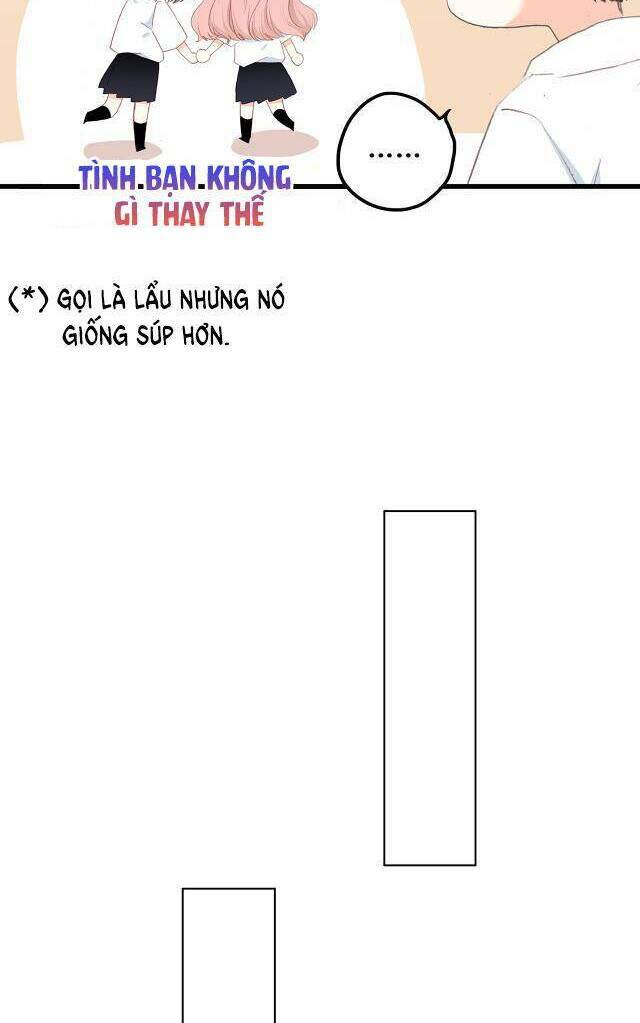 ......
TÌNH BẠN KHÔNG
GÌ THAY THẾ
(*) GỌI LÀ LẨU NHƯNG NÓ
GIỐNG SÚP HƠN.